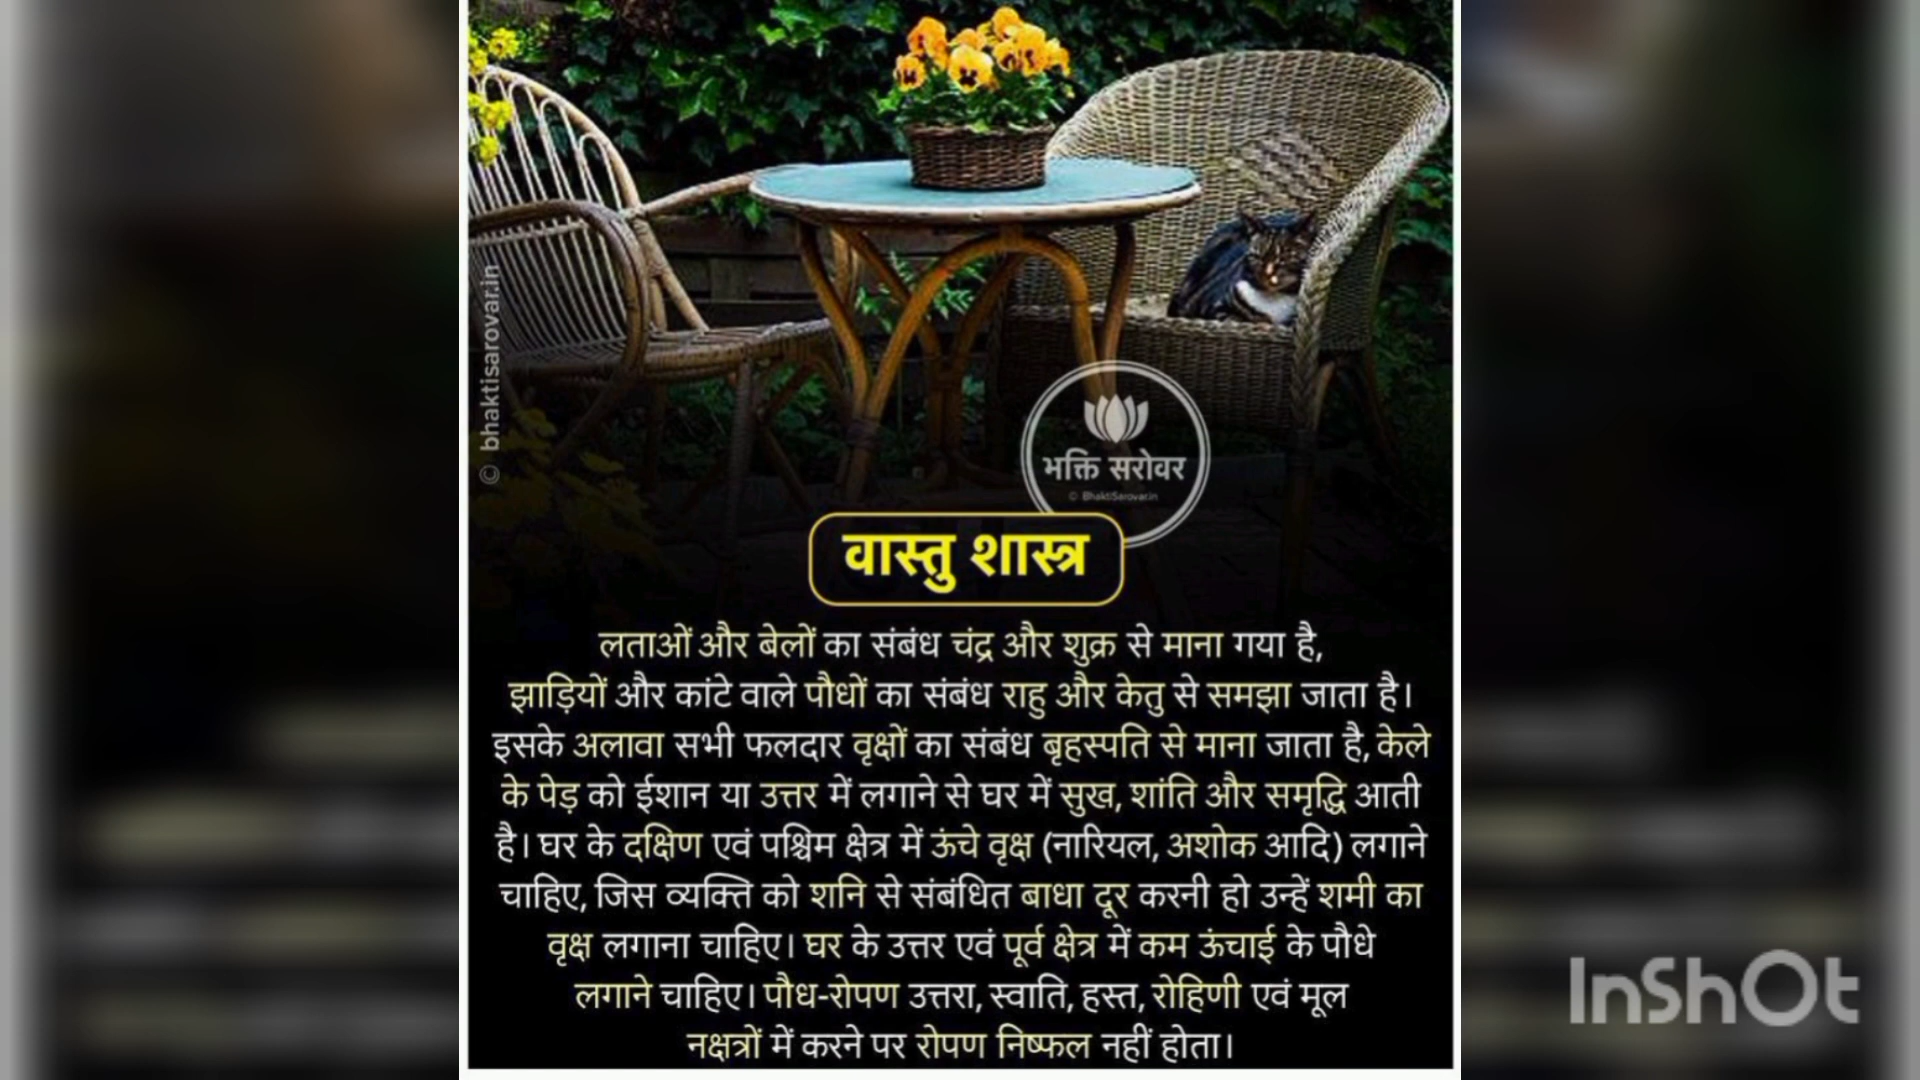 © bhaktisarovar.in
भक्ति सरोवर
© BhaktiSarovar.in
वास्तु शास्त्र
लताओं और बेलों का संबंध चंद्र और शुक्र से माना गया है,
झाड़ियों और कांटे वाले पौधों का संबंध राहु और केतु से समझा जाता है।
इसके अलावा सभी फलदार वृक्षों का संबंध बृहस्पति से माना जाता है, केले
के पेड़ को ईशान या उत्तर में लगाने से घर में सुख, शांति और समृद्धि आती
है। घर के दक्षिण एवं पश्चिम क्षेत्र में ऊंचे वृक्ष (नारियल, अशोक आदि) लगाने
चाहिए, जिस व्यक्ति को शनि से संबंधित बाधा दूर करनी हो उन्हें शमी का
वृक्ष लगाना चाहिए। घर के उत्तर एवं पूर्व क्षेत्र में कम ऊंचाई के पौधे
लगाने चाहिए। पौध-रोपण उत्तरा, स्वाति, हस्त, रोहिणी एवं मूल
नक्षत्रों में करने पर रोपण निष्फल नहीं होता।
InShOt